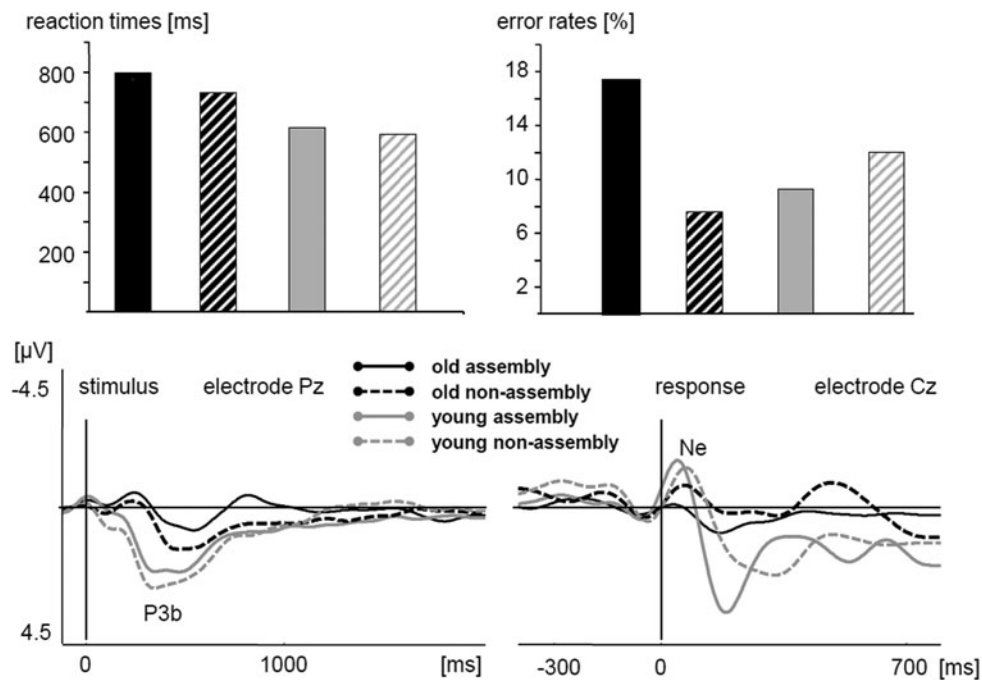 reaction times [ms]
800
600
400
200
error rates [%]
18
14
10
6
2
[µV]
-4.5
4.5
stimulus electrode Pz
P3b
0 1000 [ms]
old assembly
old non-assembly
young assembly
young non-assembly
response electrode Cz
Ne
-300 0 700 [ms]